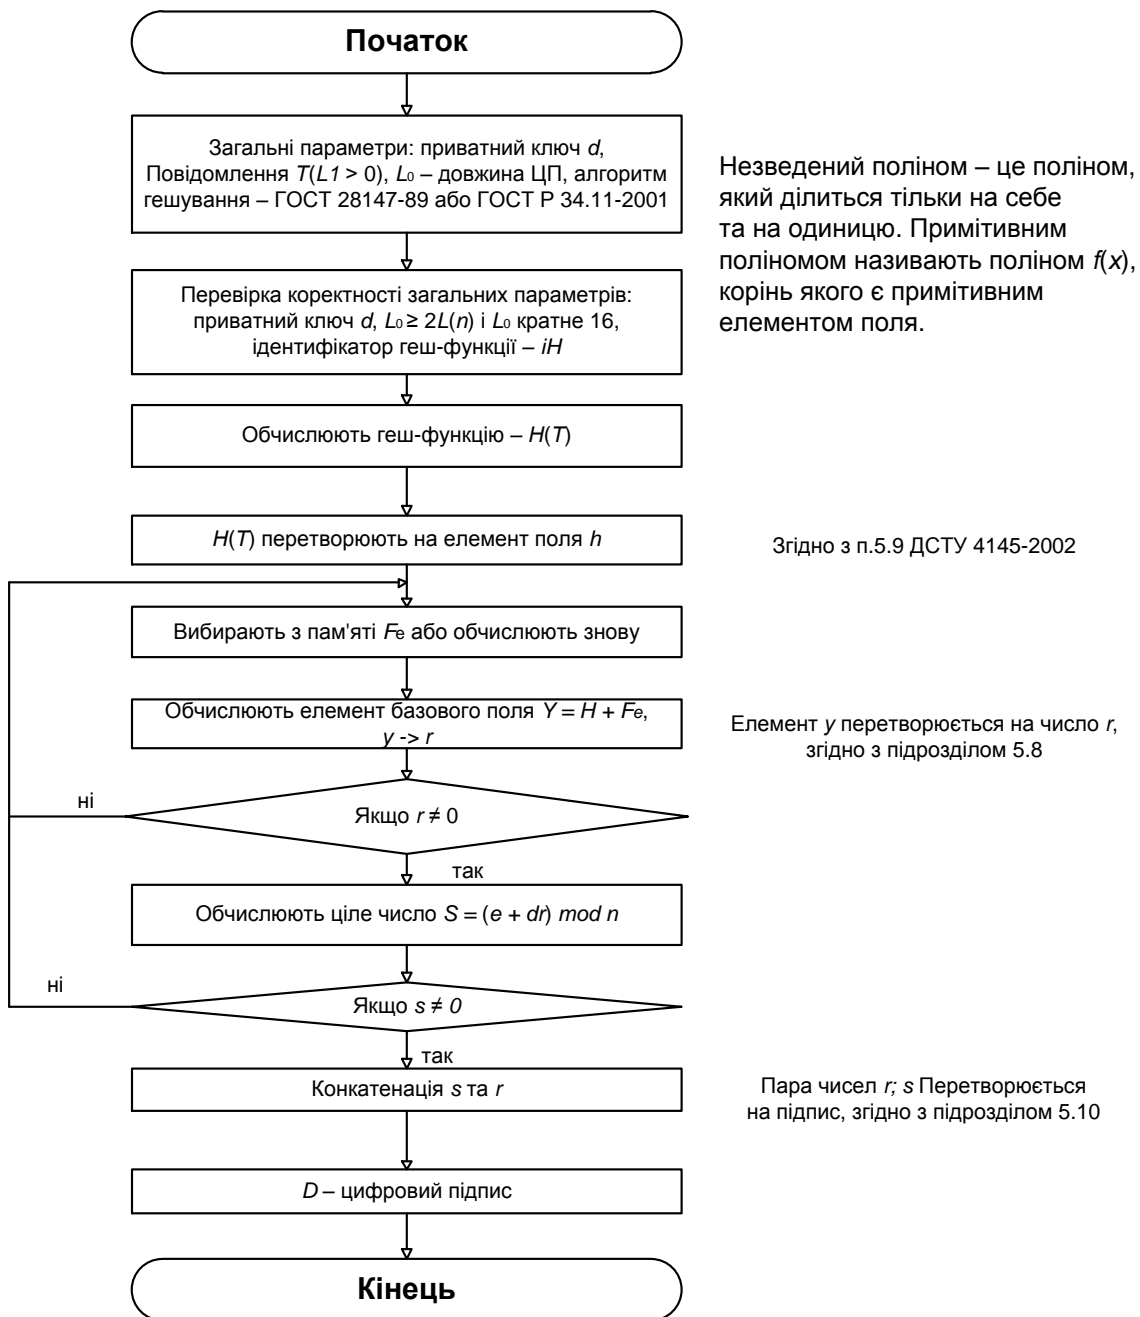 Початок
Загальні параметри: приватний ключ d,
Повідомлення T(L1 > 0), L0 – довжина ЦП, алгоритм
гешування – ГОСТ 28147-89 або ГОСТ Р 34.11-2001
Незведений поліном – це поліном,
який ділиться тільки на себе
та на одиницю. Примітивним
поліномом називають поліном f(x),
корінь якого є примітивним
елементом поля.
Перевірка коректності загальних параметрів:
приватний ключ d, L0 ≥ 2L(n) і L0 кратне 16,
ідентифікатор геш-функції – iH
Обчислюють геш-функцію – H(T)
H(T) перетворюють на елемент поля h
Згідно з п.5.9 ДСТУ 4145-2002
Вибирають з пам'яті Fe або обчислюють знову
Обчислюють елемент базового поля Y = H + Fe,
y -> r
Елемент y перетворюється на число r,
згідно з підрозділом 5.8
ні
Якщо r ≠ 0
так
Обчислюють ціле число S = (e + dr) mod n
ні
Якщо s ≠ 0
так
Конкатенація s та r
Пара чисел r; s Перетворюється
на підпис, згідно з підрозділом 5.10
D – цифровий підпис
Кінець